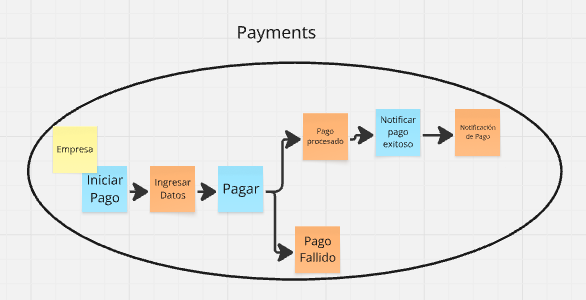 Payments
Empresa
Iniciar
Pago
Ingresar
Datos
Pagar
Pago
procesado
Notificar
pago
exitoso
Notificación
de Pago
Pago
Fallido